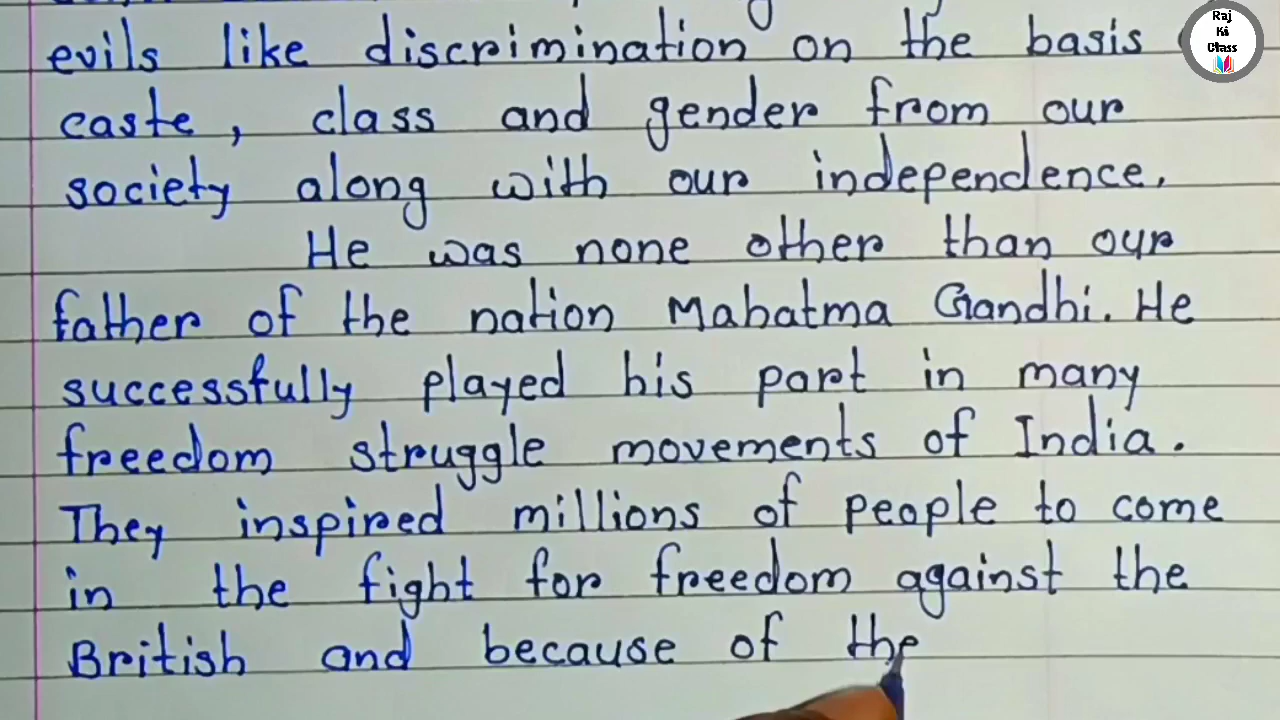 evils like discrimination on the basis
caste, class and gender from our
society along with our independence.
He was none other than our
father of the nation Mahatma Gandhi. He
successfully played his part in many
freedom struggle movements of India.
They inspired millions of people to come
in the fight for freedom against the
British and because of the
Raj
Ki
Class